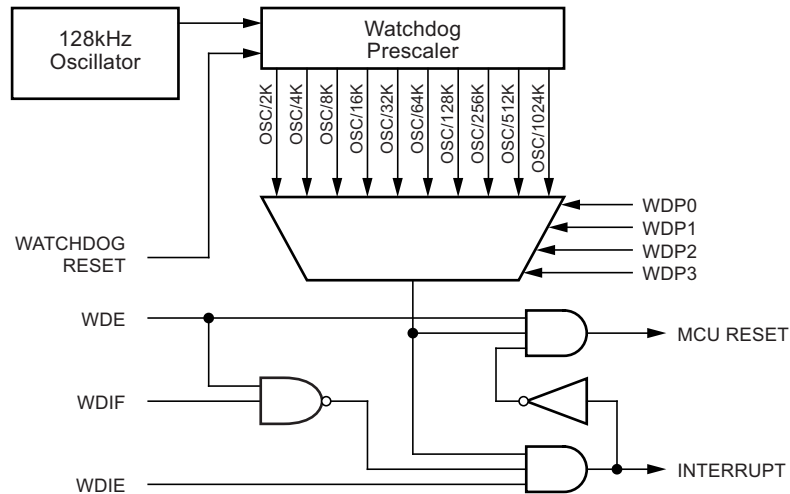 128kHz
Oscillator
Watchdog
Prescaler
OSC/2K
OSC/4K
OSC/8K
OSC/16K
OSC/32K
OSC/64K
OSC/128K
OSC/256K
OSC/512K
OSC/1024K
WDP0
WDP1
WDP2
WDP3
WATCHDOG
RESET
WDE
MCU RESET
WDIF
INTERRUPT
WDIE